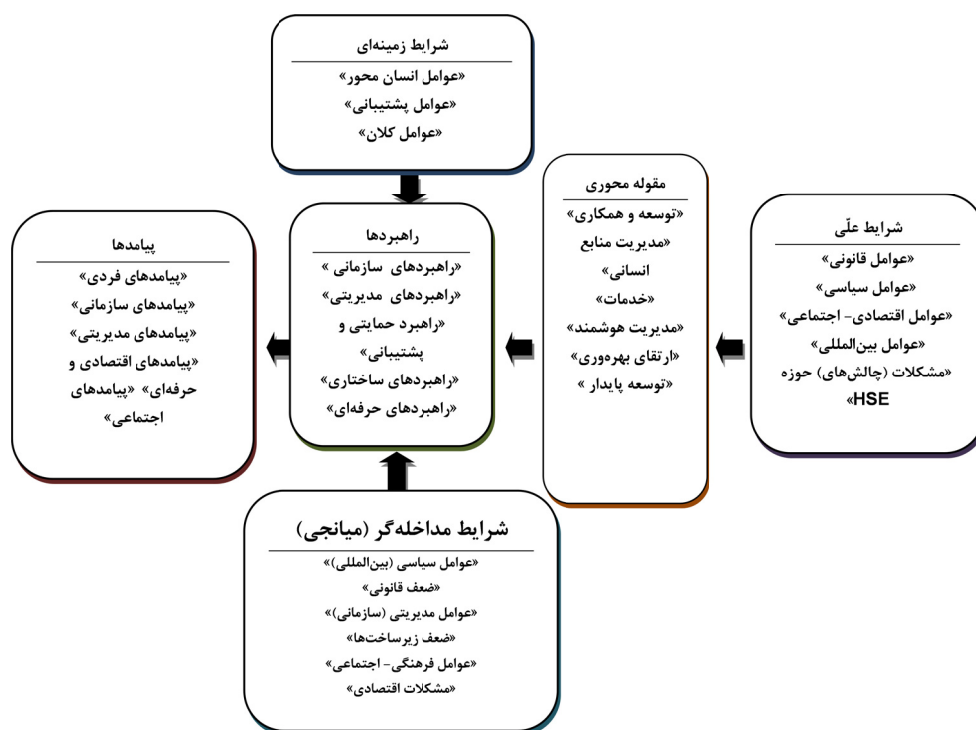 شرایط زمینه‌ای
«عوامل انسان محور»
«عوامل پشتیبانی»
«عوامل کلان»
شرایط علّی
«عوامل قانونی»
«عوامل سیاسی»
«عوامل اقتصادی- اجتماعی»
«عوامل بین‌المللی»
«مشکلات (چالش‌های) حوزه
HSE»
مقوله محوری
«توسعه و همکاری»
«مدیریت منابع
انسانی»
«خدمات»
«مدیریت هوشمند»
«ارتقای بهره‌وری»
«توسعه پایدار »
راهبردها
«راهبردهای سازمانی »
«راهبردهای مدیریتی»
«راهبرد حمایتی و
پشتیبانی»
«راهبردهای ساختاری»
«راهبردهای حرفه‌ای»
پیامدها
«پیامدهای فردی»
«پیامدهای سازمانی»
«پیامدهای مدیریتی»
«پیامدهای اقتصادی و
حرفه‌ای» «پیامدهای
اجتماعی»
شرایط مداخله‌گر (میانجی)
«عوامل سیاسی (بین‌المللی)»
«ضعف قانونی»
«عوامل مدیریتی (سازمانی)»
«ضعف زیرساخت‌ها»
«عوامل فرهنگی- اجتماعی»
«مشکلات اقتصادی»